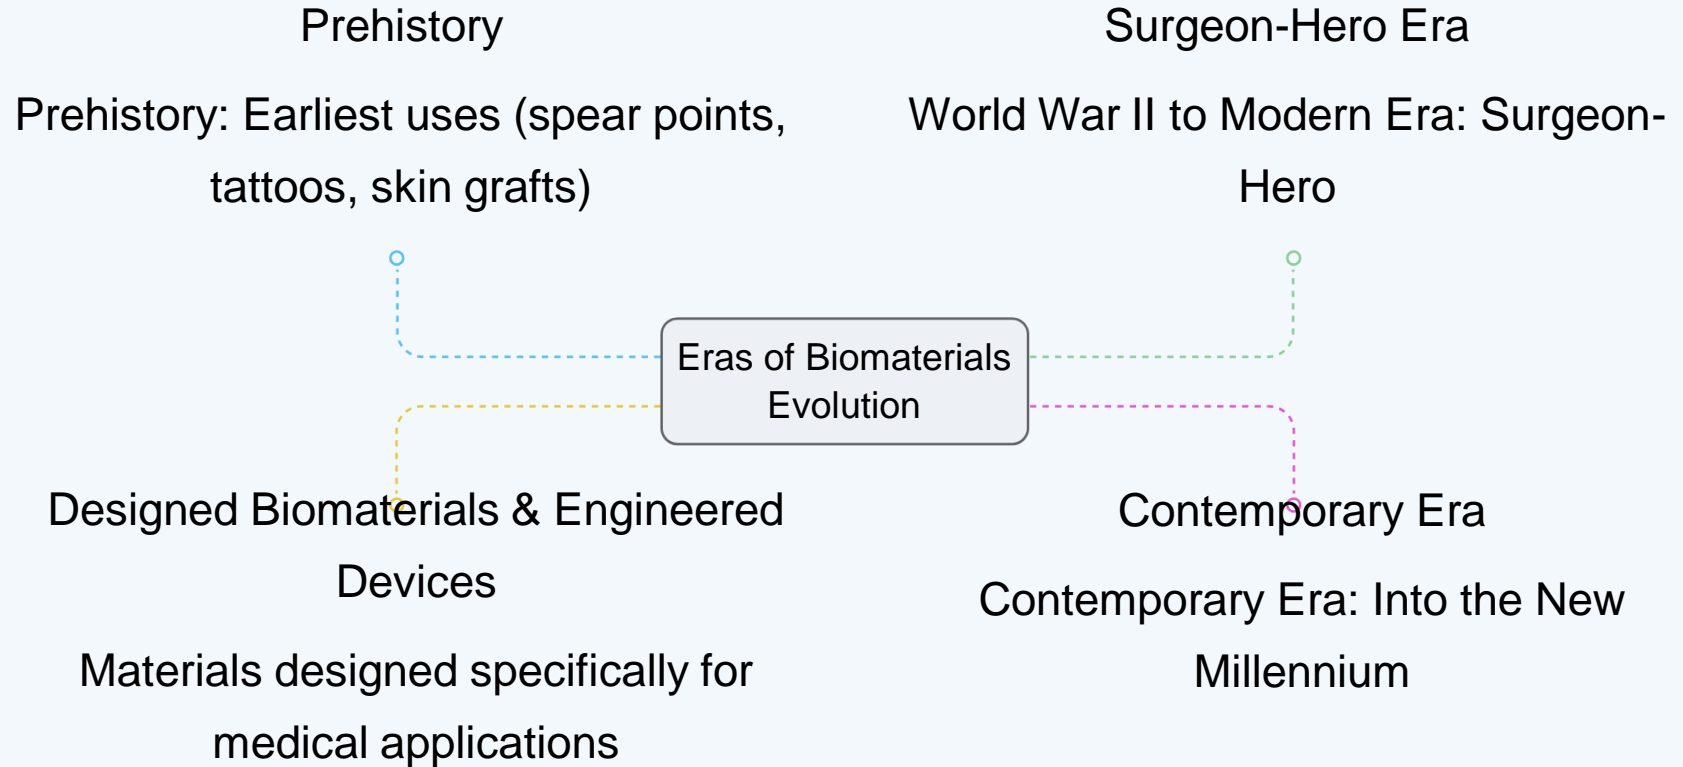 Prehistory
Prehistory: Earliest uses (spear points,
tattoos, skin grafts)
Surgeon-Hero Era
World War II to Modern Era: Surgeon-
Hero
Eras of Biomaterials
Evolution
Designed Biomaterials & Engineered
Devices
Materials designed specifically for
medical applications
Contemporary Era
Contemporary Era: Into the New
Millennium